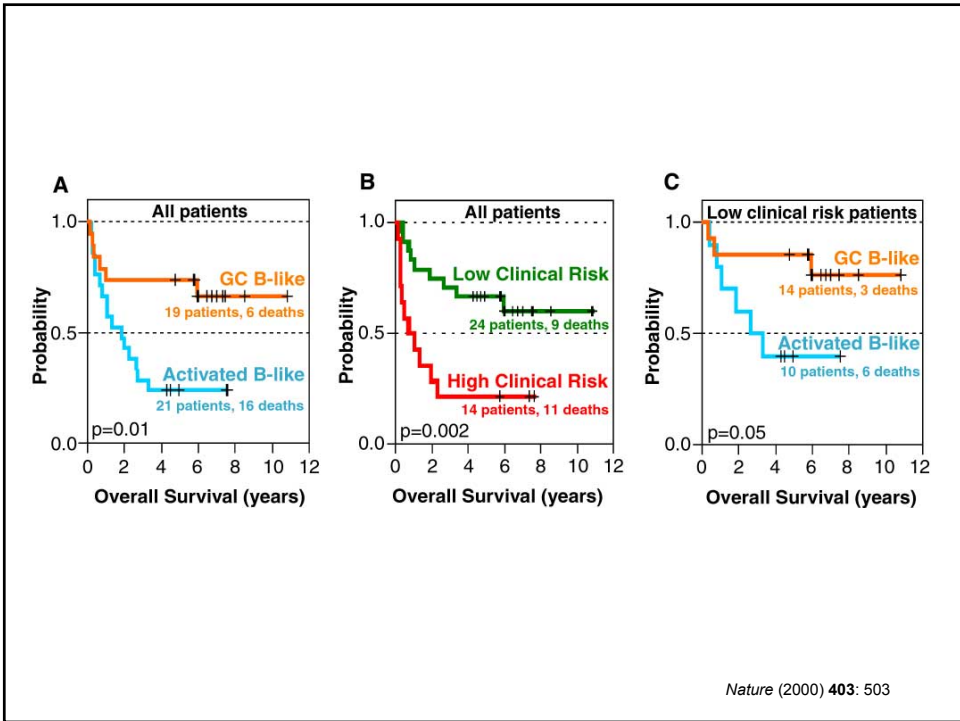 A
All patients
1.0
GC B-like
19 patients, 6 deaths
0.5
Activated B-like
21 patients, 16 deaths
0.0
p=0.01
0 2 4 6 8 10 12
Probability
Overall Survival (years)
B
All patients
1.0
Low Clinical Risk
24 patients, 9 deaths
0.5
High Clinical Risk
14 patients, 11 deaths
0.0
p=0.002
0 2 4 6 8 10 12
Probability
Overall Survival (years)
C
Low clinical risk patients
1.0
GC B-like
14 patients, 3 deaths
0.5
Activated B-like
10 patients, 6 deaths
0.0
p=0.05
0 2 4 6 8 10 12
Probability
Overall Survival (years)
Nature (2000) 403: 503